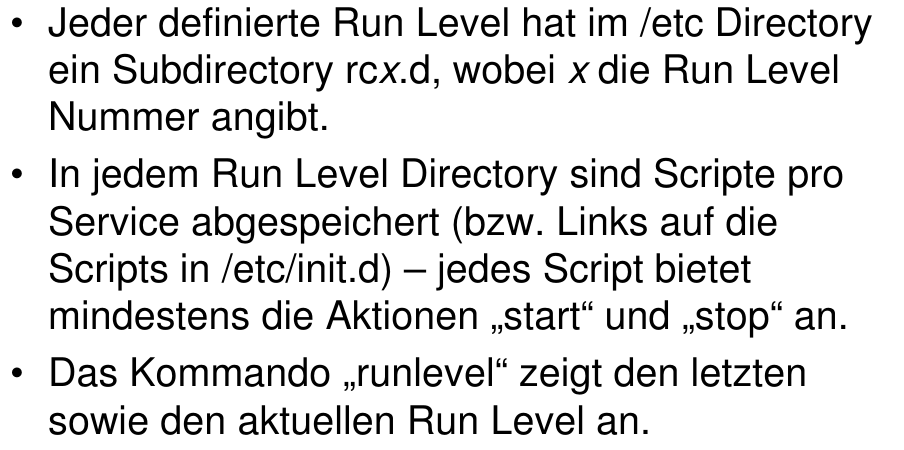 • Jeder definierte Run Level hat im /etc Directory
ein Subdirectory rcx.d, wobei x die Run Level
Nummer angibt.
• In jedem Run Level Directory sind Scripte pro
Service abgespeichert (bzw. Links auf die
Scripts in /etc/init.d) – jedes Script bietet
mindestens die Aktionen „start“ und „stop“ an.
• Das Kommando „runlevel“ zeigt den letzten
sowie den aktuellen Run Level an.